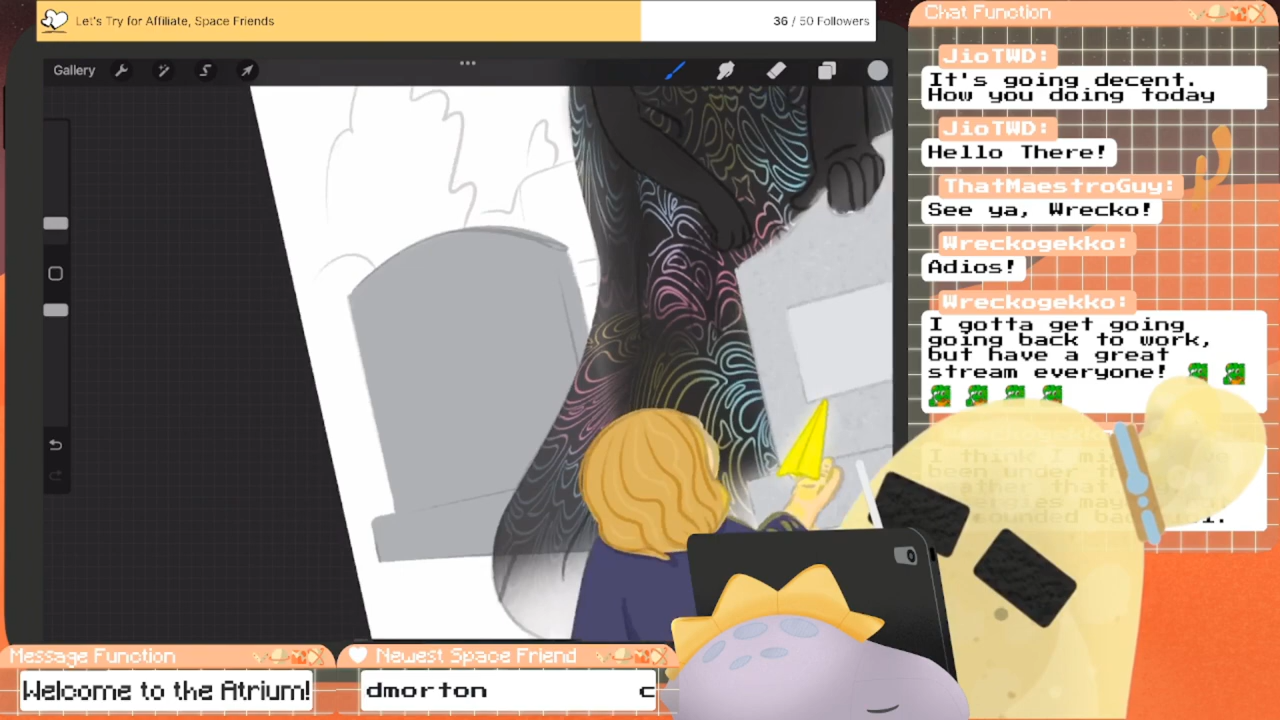 Let's Try for Affiliate, Space Friends
36 / 50 Followers
Gallery
Chat Function
JioTWD:
It's going decent.
How you doing today
JioTWD:
Hello There!
ThatMaestroGuy:
See ya, Wrecko!
Wreckogekko:
Adios!
Wreckogekko:
I gotta get going
going back to work,
but have a great
stream everyone!
Message Function
Welcome to the Atrium!
Newest Space Friend
dmorton c